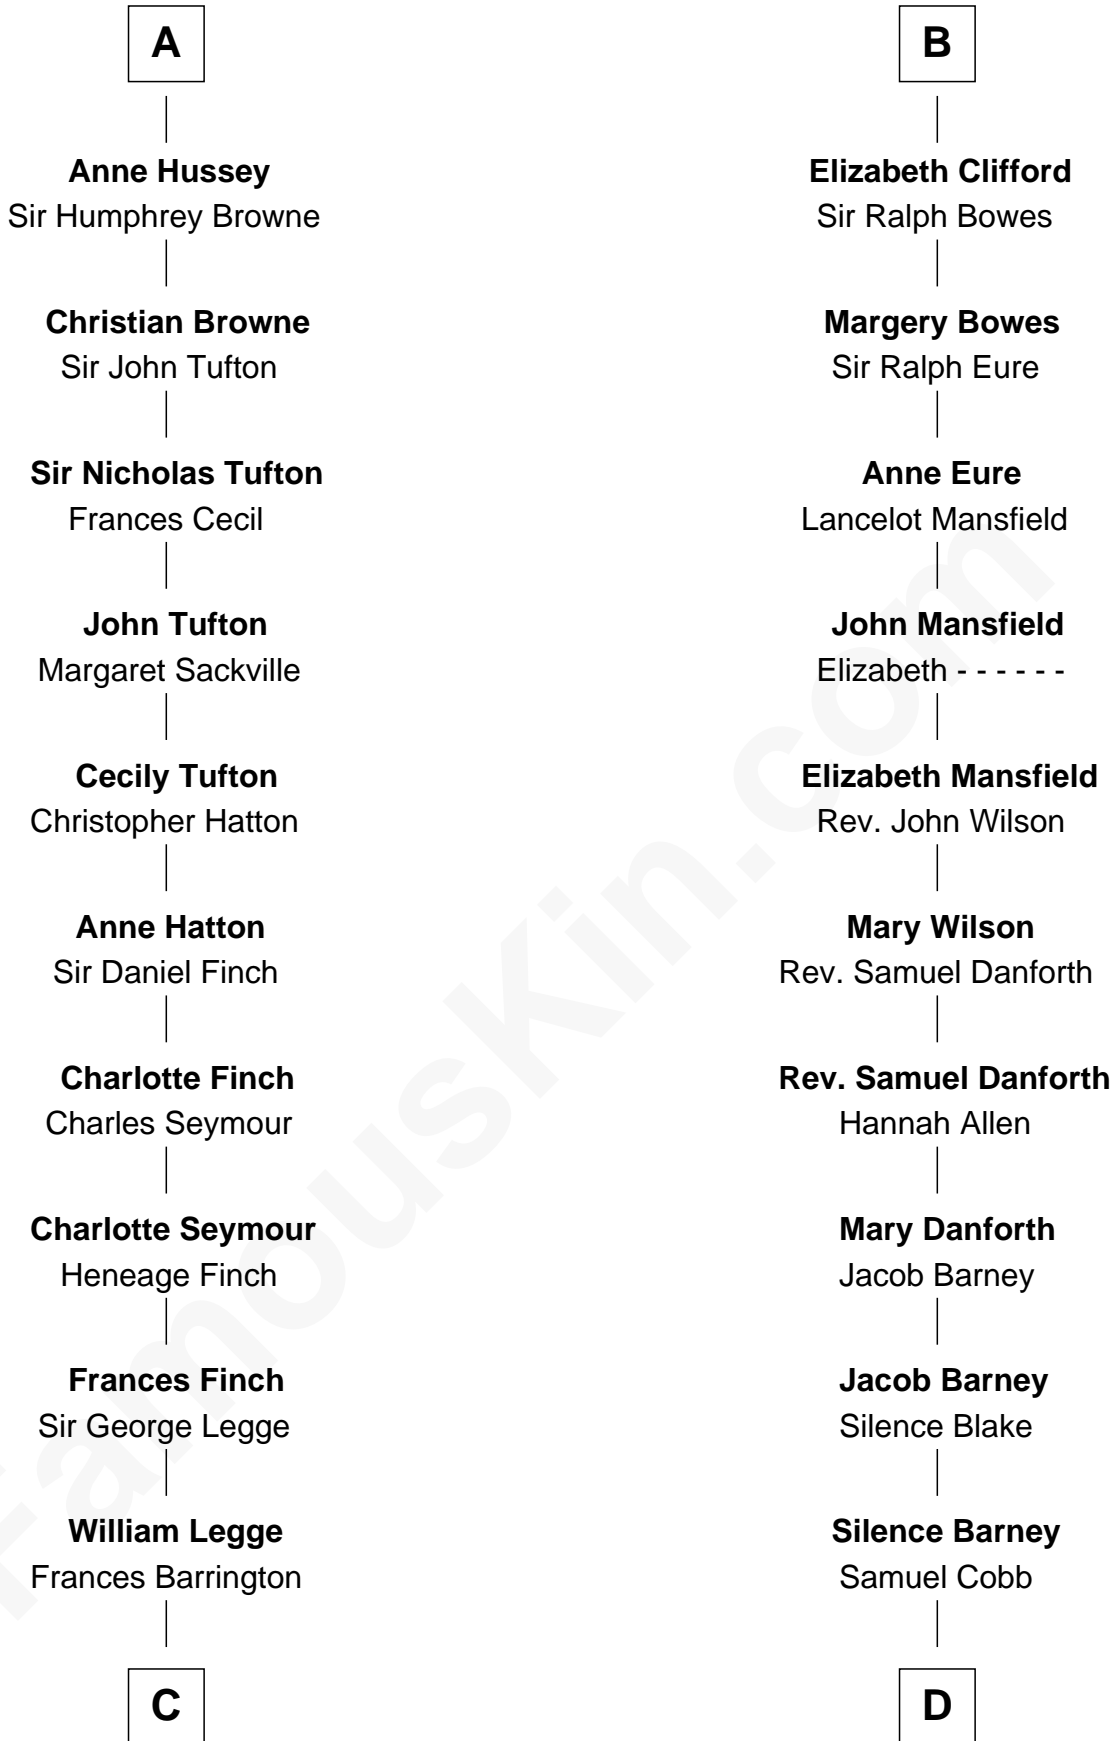 A
Anne Hussey
Sir Humphrey Browne
Christian Browne
Sir John Tufton
Sir Nicholas Tufton
Frances Cecil
John Tufton
Margaret Sackville
Cecily Tufton
Christopher Hatton
Anne Hatton
Sir Daniel Finch
Charlotte Finch
Charles Seymour
Charlotte Seymour
Heneage Finch
Frances Finch
Sir George Legge
William Legge
Frances Barrington
C
B
Elizabeth Clifford
Sir Ralph Bowes
Margery Bowes
Sir Ralph Eure
Anne Eure
Lancelot Mansfield
John Mansfield
Elizabeth - - - - - -
Elizabeth Mansfield
Rev. John Wilson
Mary Wilson
Rev. Samuel Danforth
Rev. Samuel Danforth
Hannah Allen
Mary Danforth
Jacob Barney
Jacob Barney
Silence Blake
Silence Barney
Samuel Cobb
D
FamousKin.com